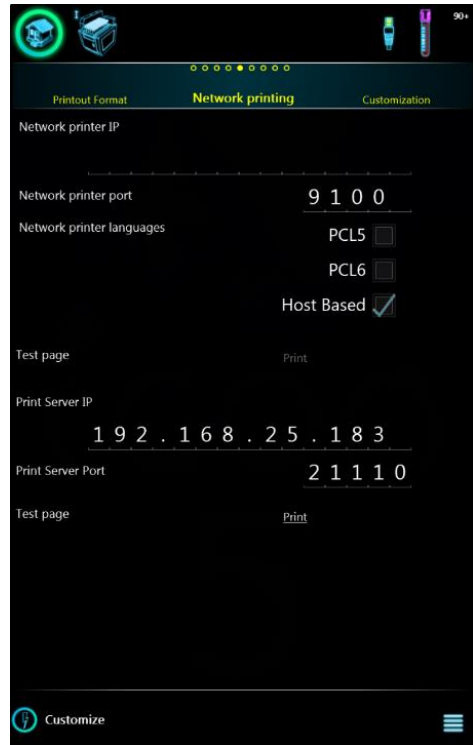 90+
Printout Format Network printing Customization
Network printer IP
Network printer port 9100
Network printer languages PCL5
PCL6
Host Based
Test page Print
Print Server IP
192.168.25.183
Print Server Port 21110
Test page Print
Customize